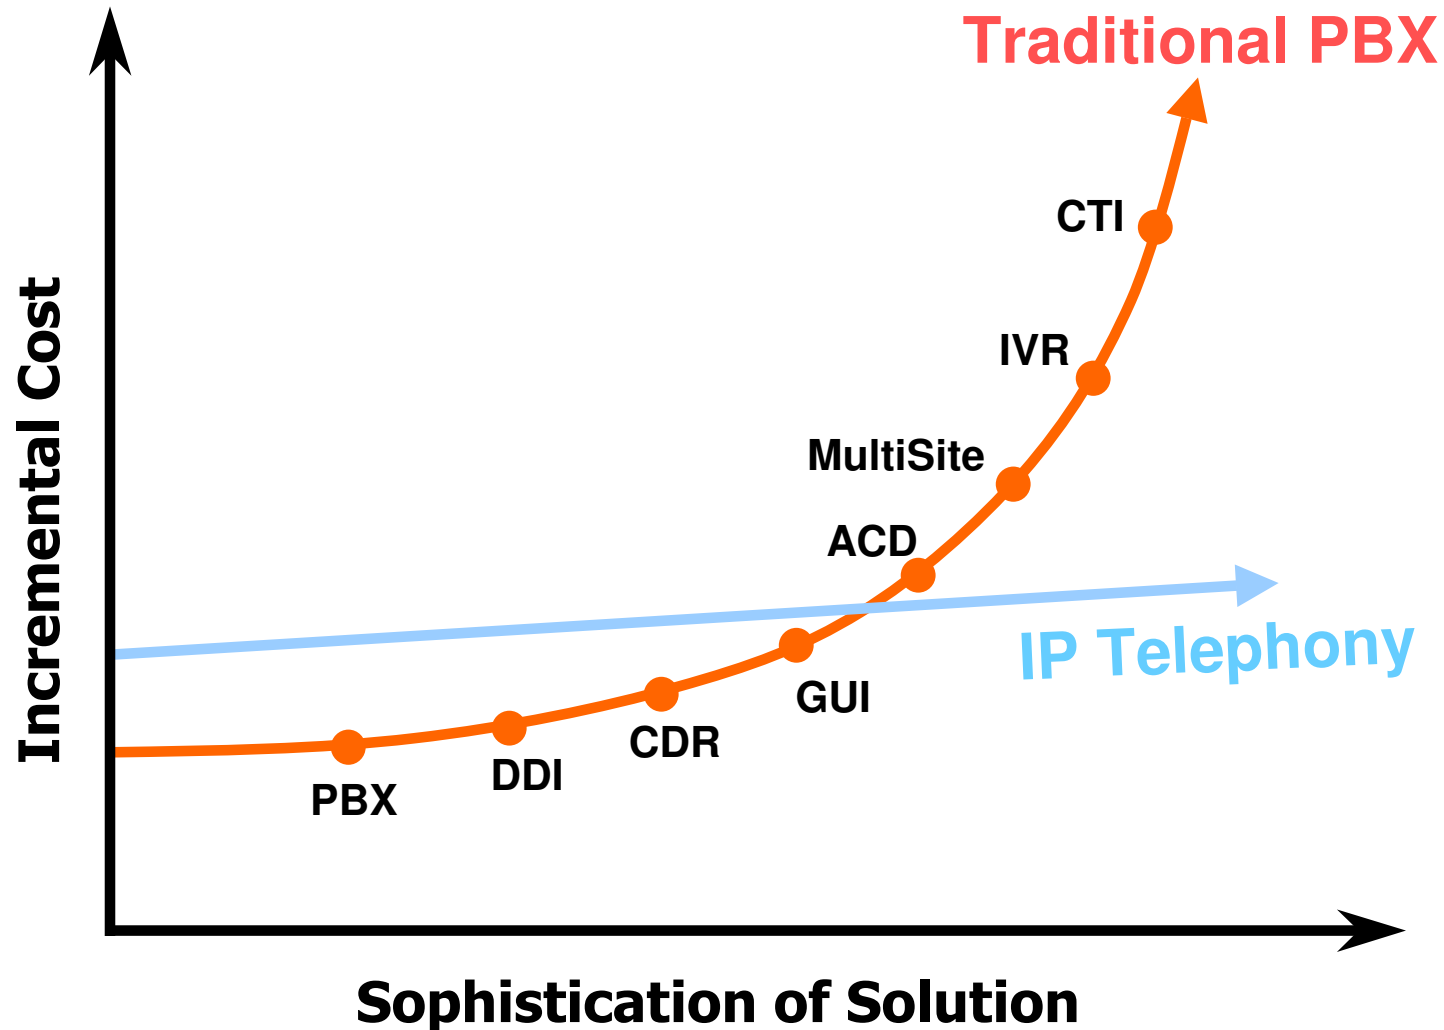 Traditional PBX
CTI
IVR
MultiSite
ACD
IP Telephony
GUI
CDR
DDI
PBX
Incremental Cost
Sophistication of Solution